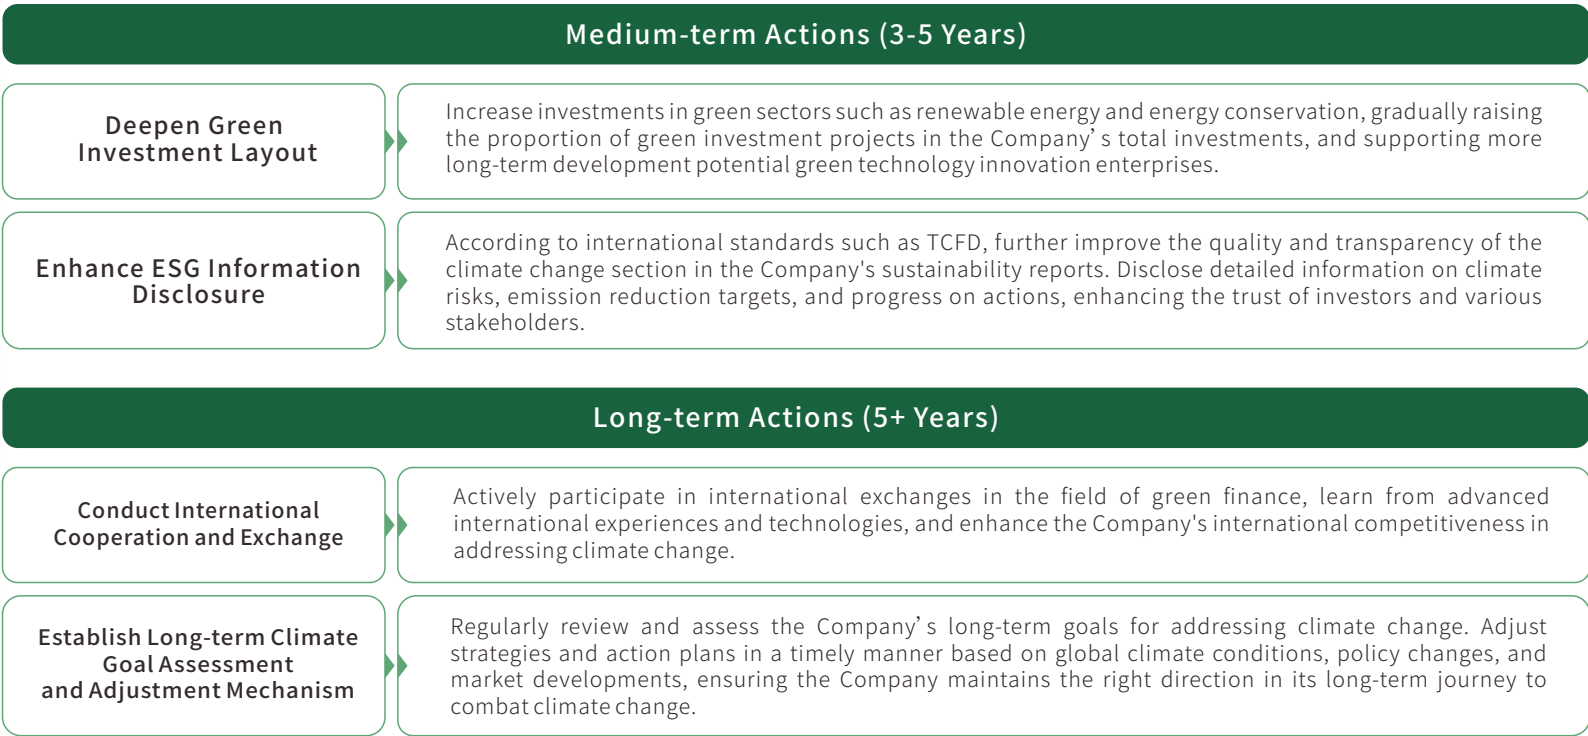 Medium-term Actions (3-5 Years)
Deepen Green
Investment Layout
Increase investments in green sectors such as renewable energy and energy conservation, gradually raising
the proportion of green investment projects in the Company’s total investments, and supporting more
long-term development potential green technology innovation enterprises.
Enhance ESG Information
Disclosure
According to international standards such as TCFD, further improve the quality and transparency of the
climate change section in the Company's sustainability reports. Disclose detailed information on climate
risks, emission reduction targets, and progress on actions, enhancing the trust of investors and various
stakeholders.
Long-term Actions (5+ Years)
Conduct International
Cooperation and Exchange
Actively participate in international exchanges in the field of green finance, learn from advanced
international experiences and technologies, and enhance the Company's international competitiveness in
addressing climate change.
Establish Long-term Climate
Goal Assessment
and Adjustment Mechanism
Regularly review and assess the Company’s long-term goals for addressing climate change. Adjust
strategies and action plans in a timely manner based on global climate conditions, policy changes, and
market developments, ensuring the Company maintains the right direction in its long-term journey to
combat climate change.